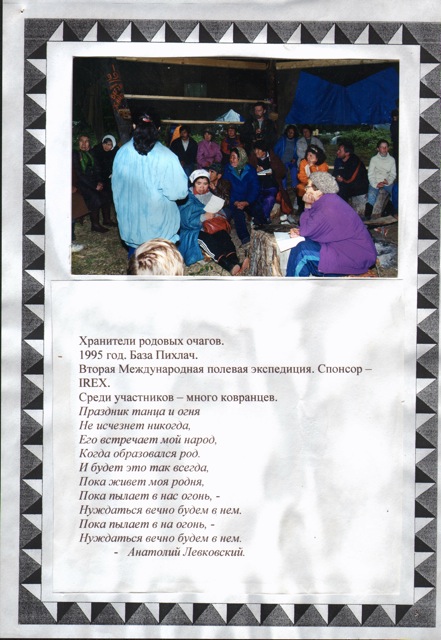 Хранители родовых очагов.
- 1995 год. База Пихлач.
Вторая Международная полевая экспедиция. Спонсор –
IREX.
Среди участников – много ковранцев.
Праздник танца и огня
Не исчезнет никогда,
Его встречает мой народ,
Когда образовался род.
И будет это так всегда,
Пока живет моя родня,
Пока пылает в нас огонь, -
Нуждаться вечно будем в нем.
Пока пылает в на огонь, -
Нуждаться вечно будем в нем.
- Анатолий Левковский.